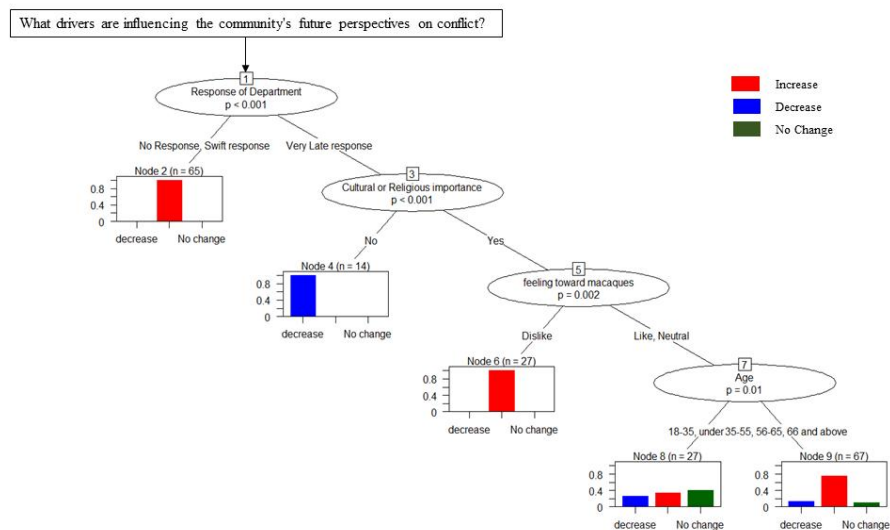 What drivers are influencing the community's future perspectives on conflict?
1
Response of Department
p < 0.001
Increase
Decrease
No Change
No Response, Swift response
Very Late response
Node 2 (n = 65)
0.8
0.4
0
decrease
No change
3
Cultural or Religious importance
p < 0.001
No
Yes
Node 4 (n = 14)
0.8
0.4
0
decrease
No change
5
feeling toward macaques
p = 0.002
Dislike
Like, Neutral
Node 6 (n = 27)
0.8
0.4
0
decrease
No change
7
Age
p = 0.01
18-35, under 35-55, 56-65, 66 and above
Node 8 (n = 27)
0.8
0.4
0
decrease
No change
Node 9 (n = 67)
0.8
0.4
0
decrease
No change